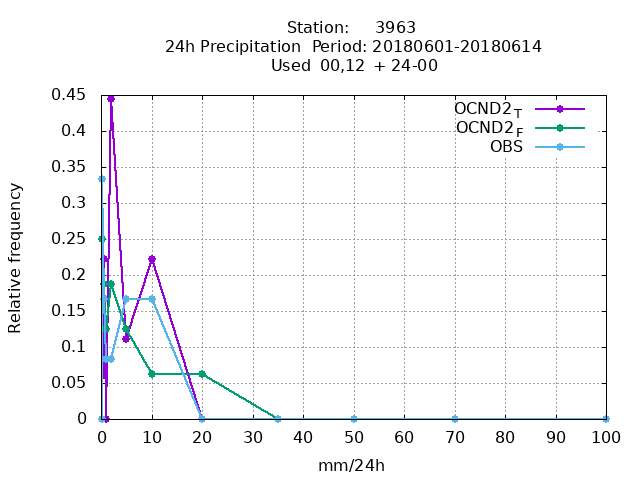 Station: 3963
24h Precipitation Period: 20180601-20180614
Used 00,12 + 24-00
OCND2T
OCND2F
OBS
Relative frequency
0.45
0.4
0.35
0.3
0.25
0.2
0.15
0.1
0.05
0
0 10 20 30 40 50 60 70 80 90 100
mm/24h